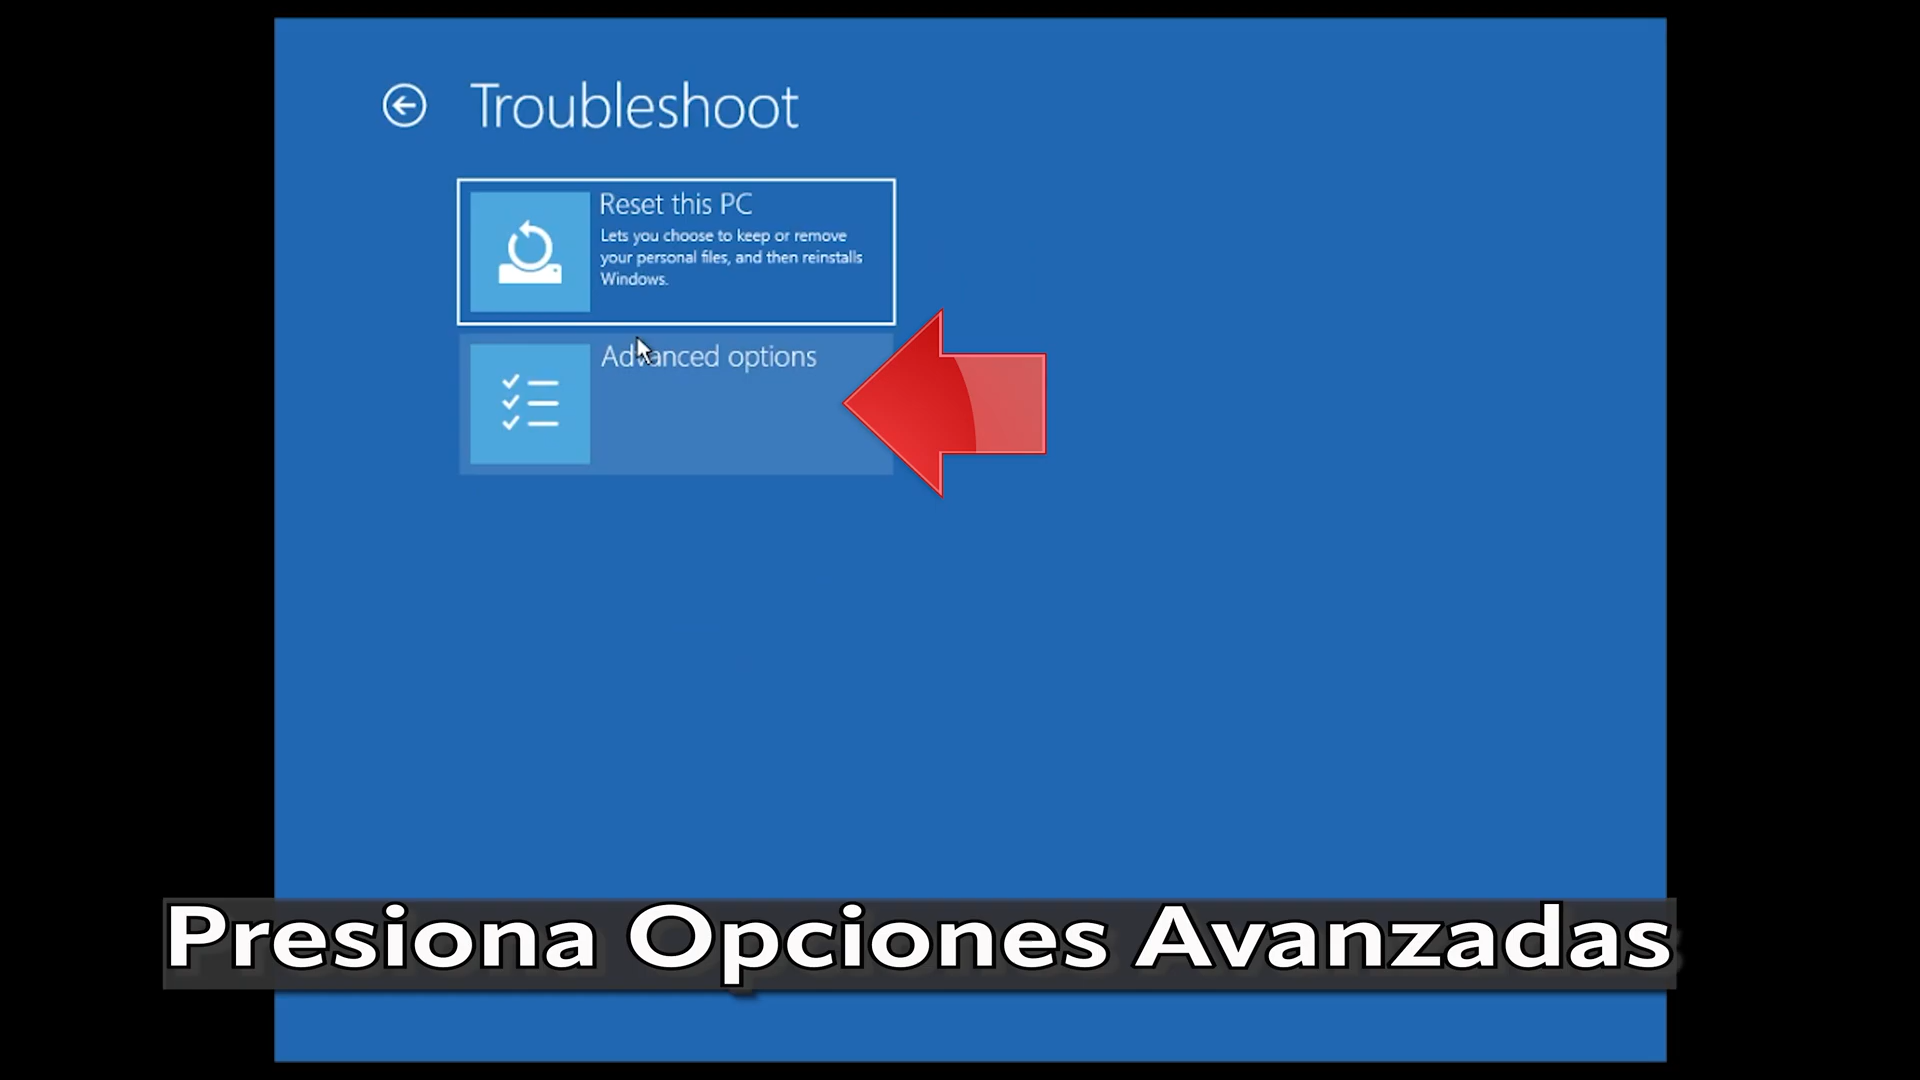 Troubleshoot
Reset this PC
Lets you choose to keep or remove
your personal files, and then reinstalls
Windows.
Advanced options
Presiona Opciones Avanzadas